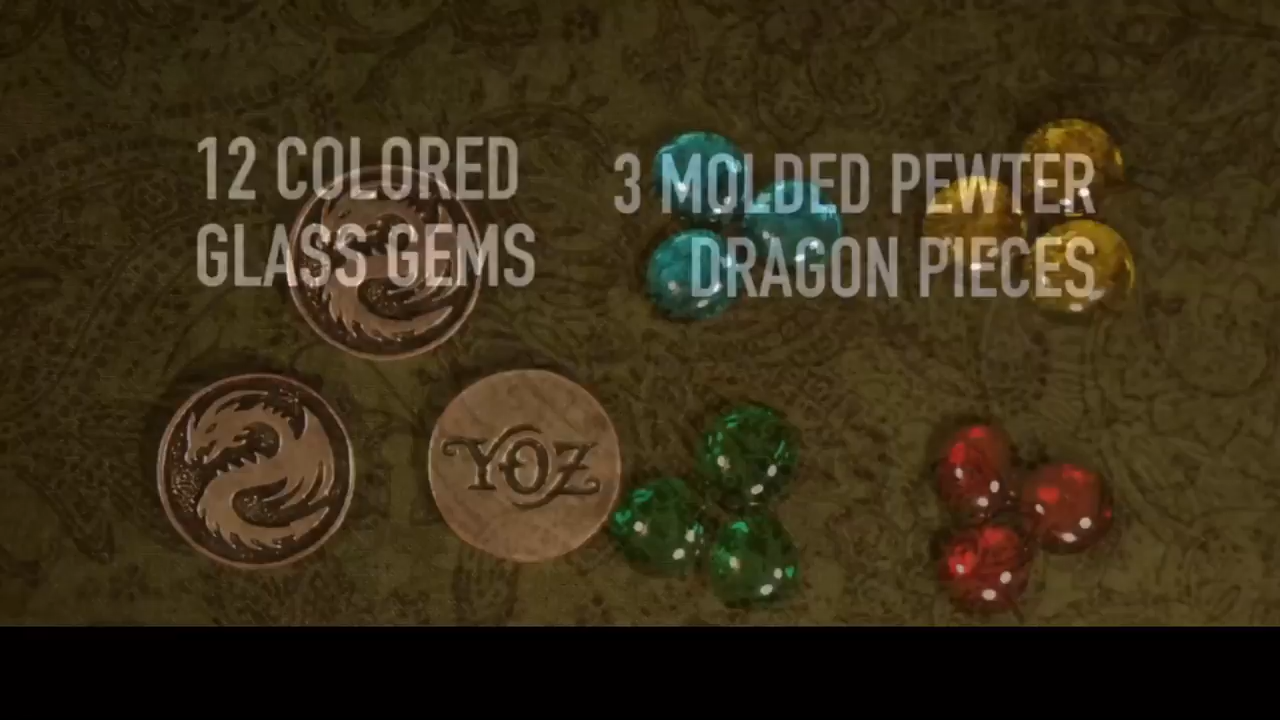 12 COLORED
GLASS GEMS
3 MOLDED PEWTER
DRAGON PIECES
YOZ